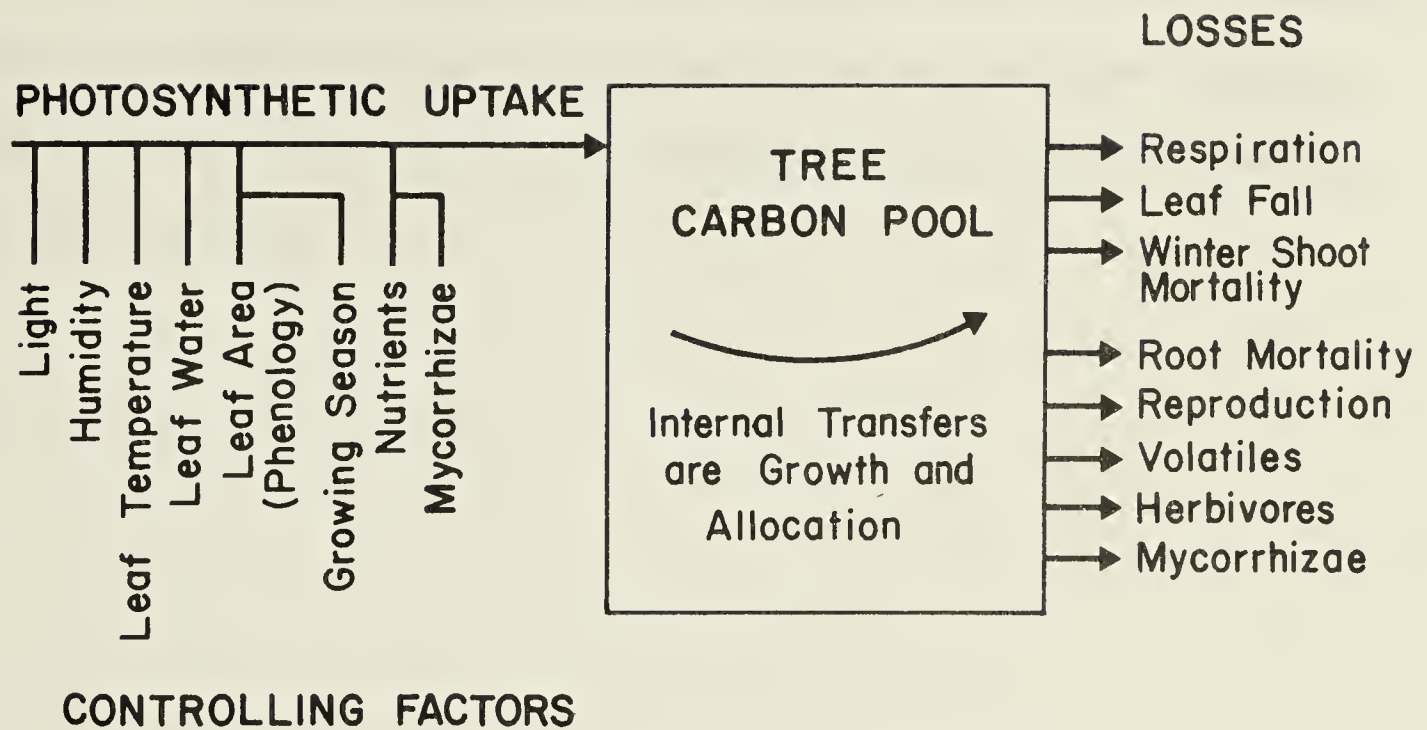 LOSSES
PHOTOSYNTHETIC UPTAKE
Light
Humidity
Leaf Temperature
Leaf Water
Leaf Area
(Phenology)
Growing Season
Nutrients
Mycorrhizae
CONTROLLING FACTORS
TREE
CARBON POOL
Internal Transfers
are Growth and
Allocation
Respiration
Leaf Fall
Winter Shoot
Mortality
Root Mortality
Reproduction
Volatiles
Herbivores
Mycorrhizae